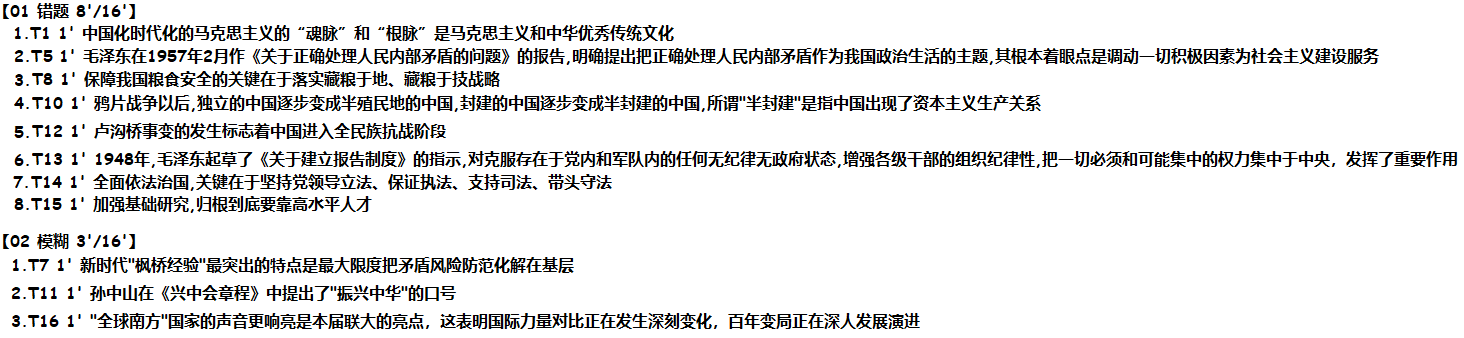 【01 错题 8'/16'】
1.T1 1' 中国化时代化的马克思主义的“魂脉”和“根脉”是马克思主义和中华优秀传统文化
2.T5 1' 毛泽东在1957年2月作《关于正确处理人民内部矛盾的问题》的报告,明确提出把正确处理人民内部矛盾作为我国政治生活的主题,其根本着眼点是调动一切积极因素为社会主义建设服务
3.T8 1' 保障我国粮食安全的关键在于落实藏粮于地、藏粮于技战略
4.T10 1' 鸦片战争以后,独立的中国逐步变成半殖民地的中国,封建的中国逐步变成半封建的中国,所谓"半封建"是指中国出现了资本主义生产关系
5.T12 1' 卢沟桥事变的发生标志着中国进入全民族抗战阶段
6.T13 1' 1948年,毛泽东起草了《关于建立报告制度》的指示,对克服存在于党内和军队内的任何无纪律无政府状态,增强各级干部的组织纪律性,把一切必须和可能集中的权力集中于中央，发挥了重要作用
7.T14 1' 全面依法治国,关键在于坚持党领导立法、保证执法、支持司法、带头守法
8.T15 1' 加强基础研究,归根到底要靠高水平人才
【02 模糊 3'/16'】
1.T7 1' 新时代"枫桥经验"最突出的特点是最大限度把矛盾风险防范化解在基层
2.T11 1' 孙中山在《兴中会章程》中提出了"振兴中华"的口号
3.T16 1' "全球南方"国家的声音更响亮是本届联大的亮点，这表明国际力量对比正在发生深刻变化，百年变局正在深人发展演进